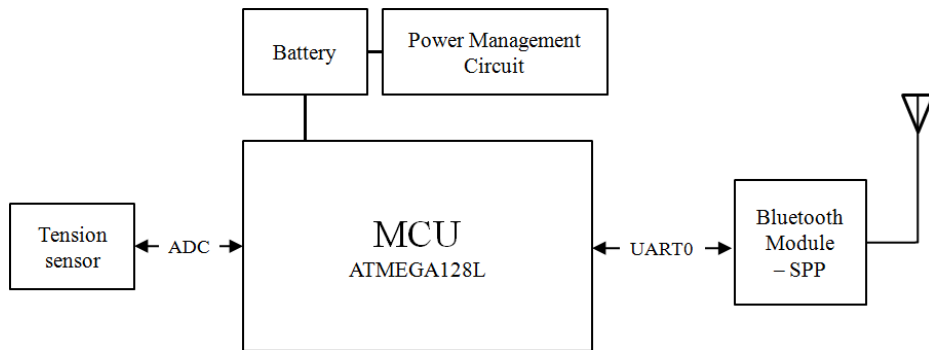 Battery
Power Management
Circuit
Tension
sensor
ADC
MCU
ATMEGA128L
UART0
Bluetooth
Module
– SPP